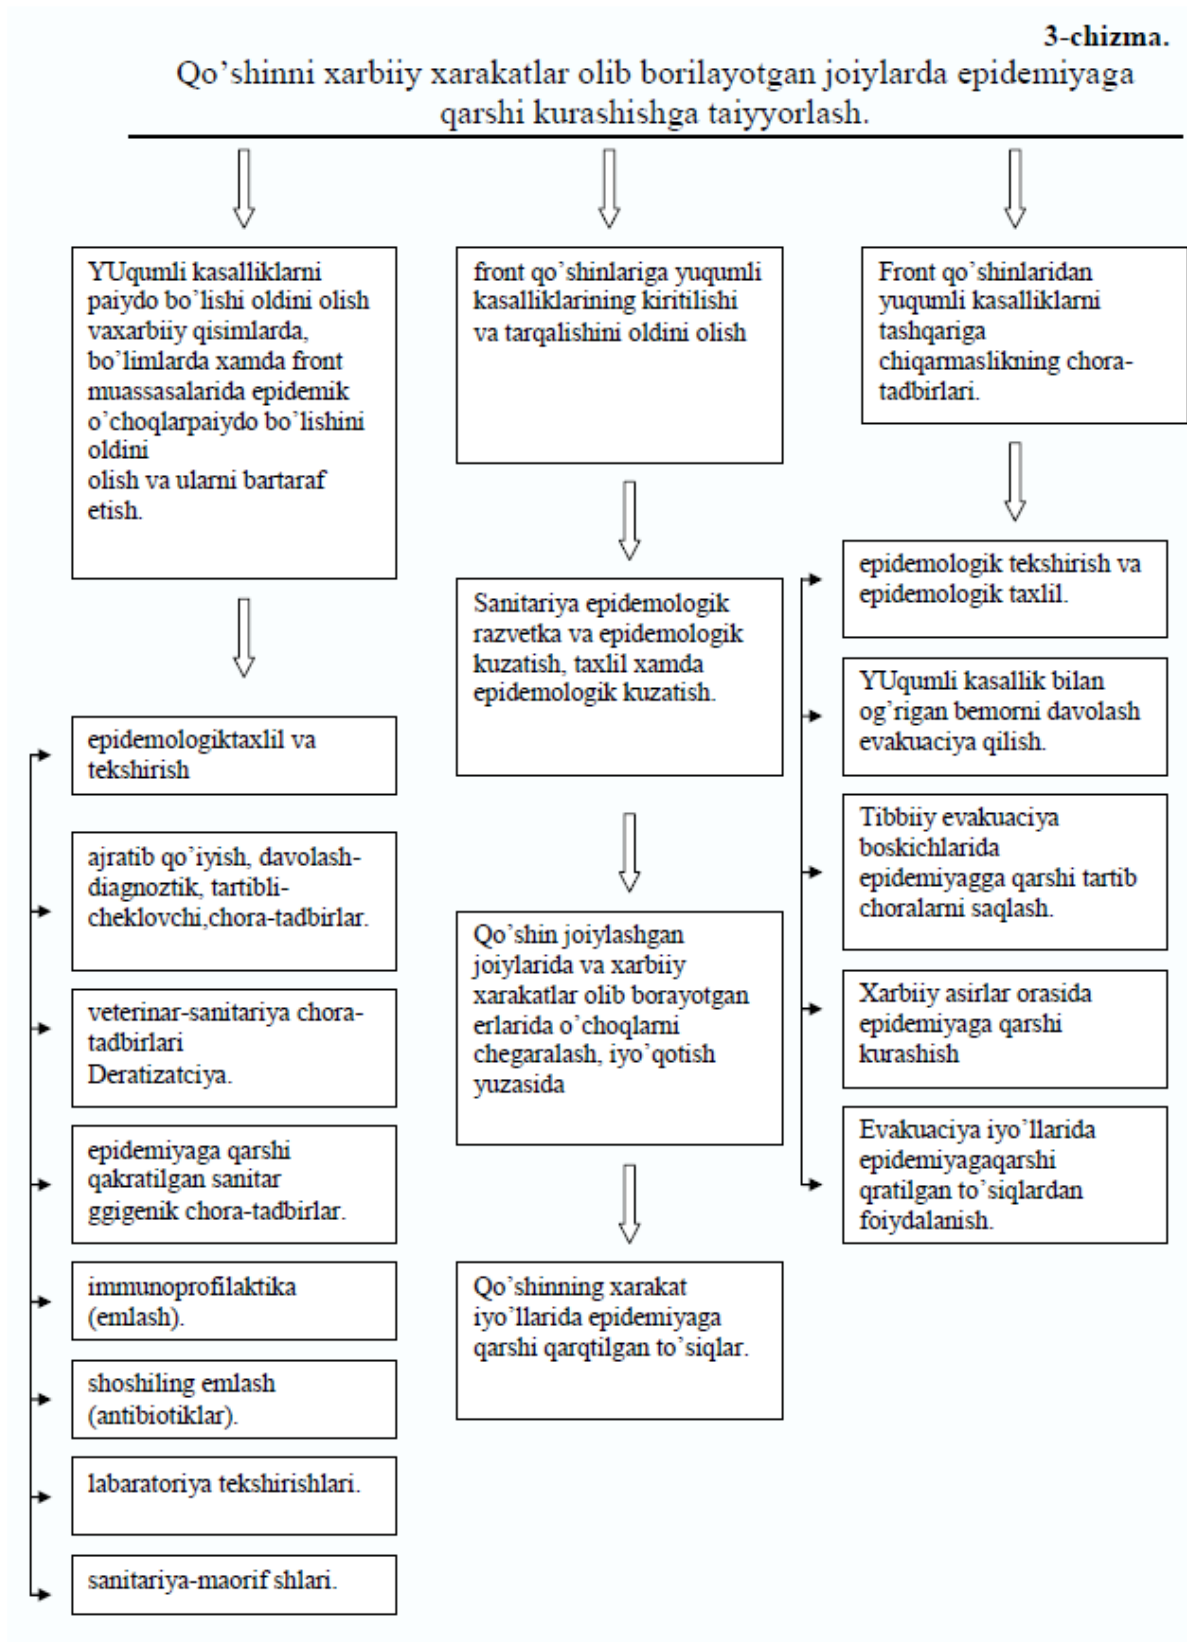 3-chizma.
Qo’shinni xarbiiy xarakatlar olib borilayotgan joiylarda epidemiyaga
qarshi kurashishga taiyyorlash.
YUqumli kasalliklarni
paiydo bo’lishi oldini olish
vaxarbiiy qisimlarda,
bo’limlarda xamda front
muassasalarida epidemik
o’choqlarpaiydo bo’lishini
oldini
olish va ularni bartaraf
etish.
epidemologiktaxlil va
tekshirish
ajratib qo’iyish, davolash-
diagnoztik, tartibli-
cheklovchi,chora-tadbirlar.
veterinar-sanitariya chora-
tadbirlari
Deratizatciya.
epidemiyaga qarshi
qakratilgan sanitar
ggigenik chora-tadbirlar.
immunoprofilaktika
(emlash).
shoshiling emlash
(antibiotiklar).
labaratoriya tekshirishlari.
sanitariya-maorif shlari.
front qo’shinlariga yuqumli
kasalliklarining kiritilishi
va tarqalishini oldini olish
Sanitariya epidemologik
razvetka va epidemologik
kuzatish, taxlil xamda
epidemologik kuzatish.
Qo’shin joiylashgan
joiylarida va xarbiiy
xarakatlar olib borayotgan
erlarida o’choqlarni
chegaralash, iyo’qotish
yuzasida
Qo’shinning xarakat
iyo’llarida epidemiyaga
qarshi qarqtilgan to’siqlar.
Front qo’shinlaridan
yuqumli kasalliklarni
tashqariga
chiqarmaslikning chora-
tadbirlari.
epidemologik tekshirish va
epidemologik taxlil.
YUqumli kasallik bilan
og’rigan bemorni davolash
evakuaciya qilish.
Tibbiiy evakuaciya
boskichlarida
epidemiyagga qarshi tartib
choralarni saqlash.
Xarbiiy asirlar orasida
epidemiyaga qarshi
kurashish
Evakuaciya iyo’llarida
epidemiyagaqarshi
qratilgan to’siqlardan
foiydalanish.